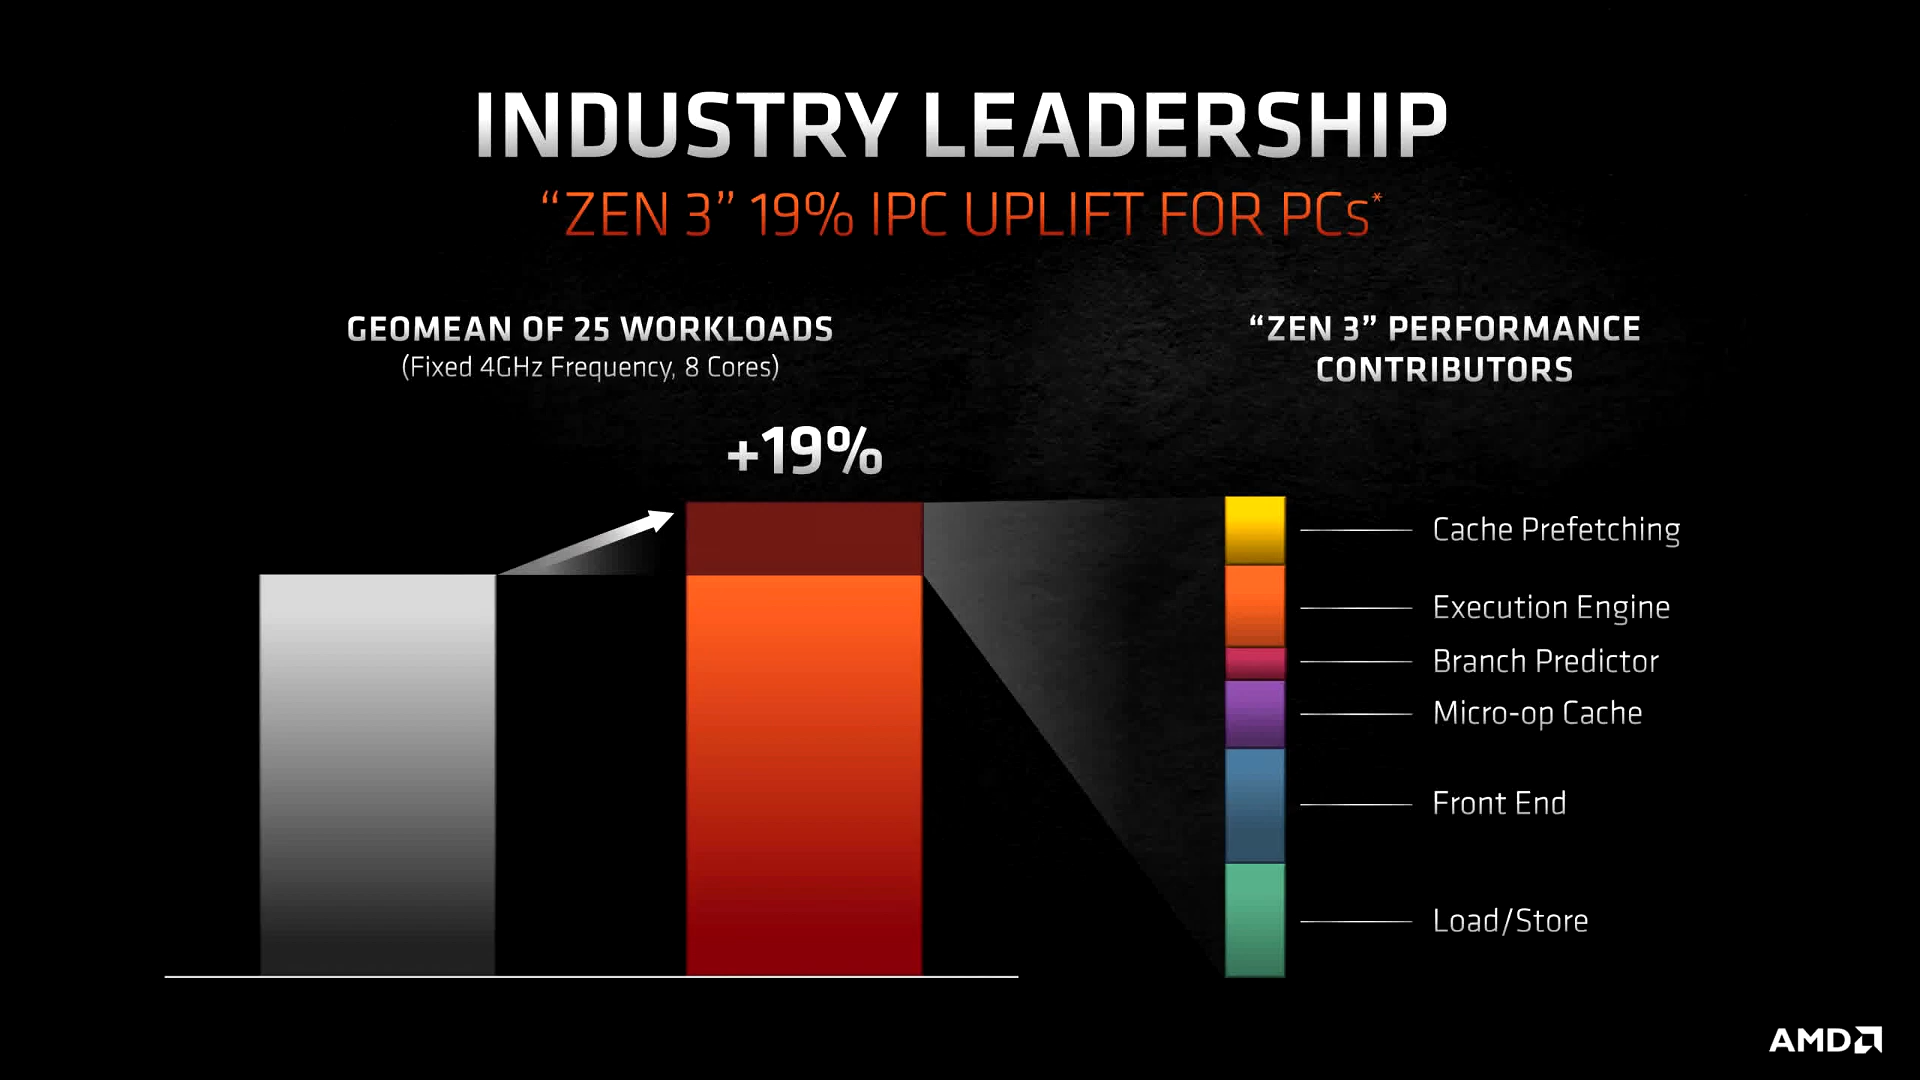 INDUSTRY LEADERSHIP
“ZEN 3” 19% IPC UPLIFT FOR PCs*
GEOMEAN OF 25 WORKLOADS
(Fixed 4GHz Frequency, 8 Cores)
+19%
“ZEN 3” PERFORMANCE
CONTRIBUTORS
Cache Prefetching
Execution Engine
Branch Predictor
Micro-op Cache
Front End
Load/Store
AMD